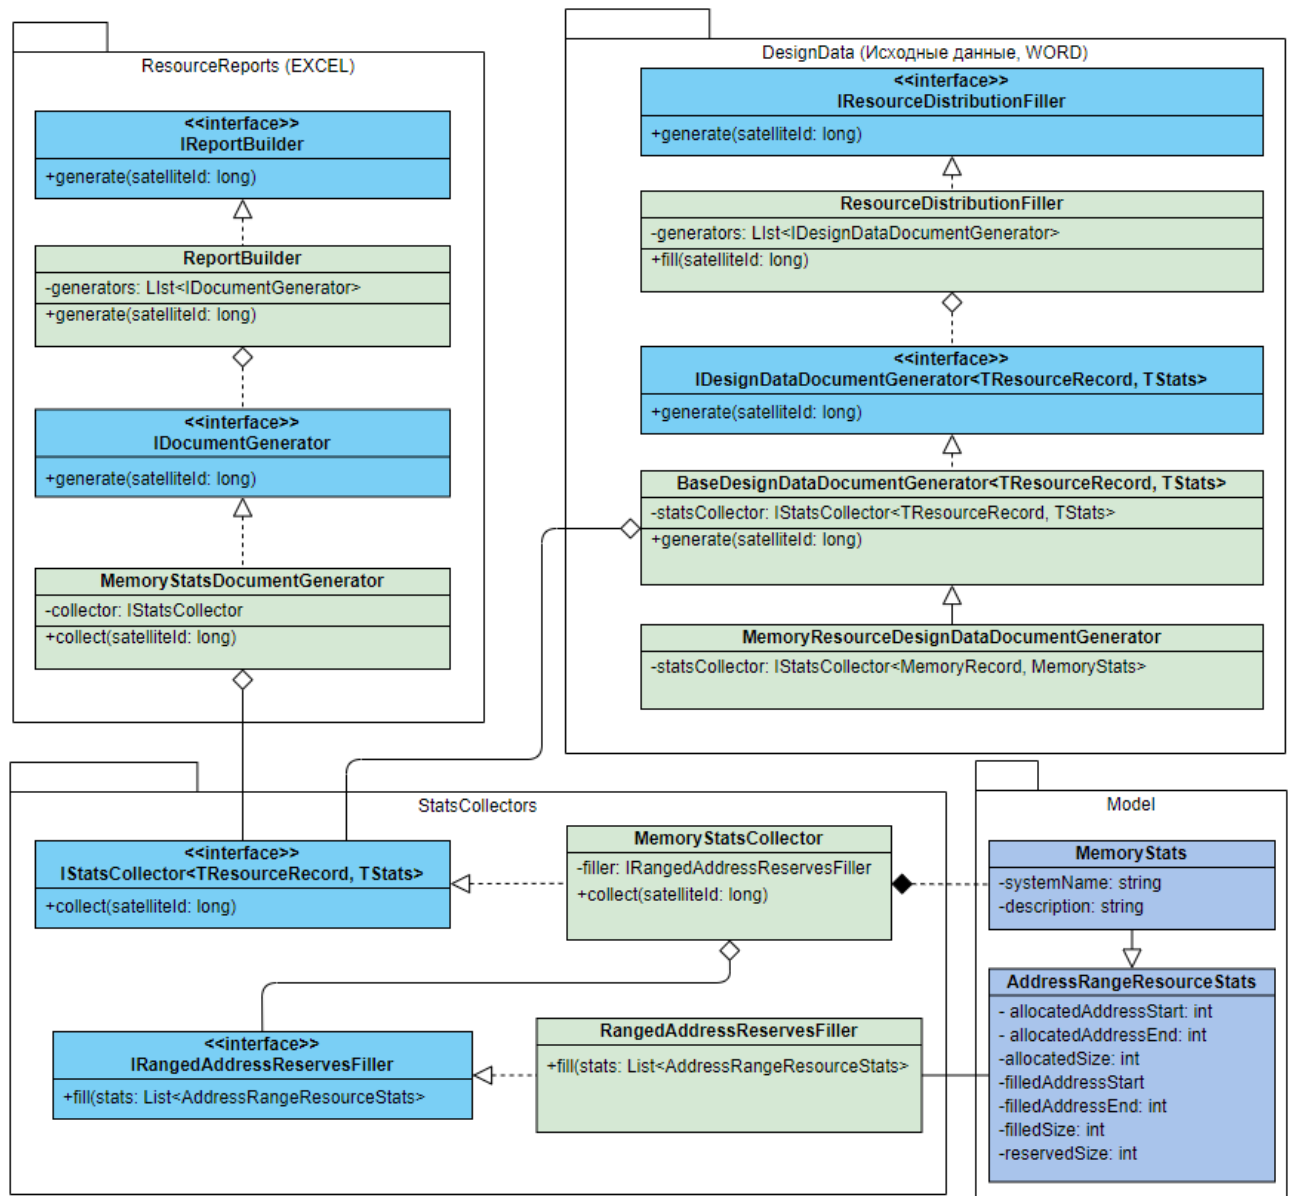 ResourceReports (EXCEL)
<<interface>>
IReportBuilder
+generate(satelliteId: long)
ReportBuilder
-generators: LIst<IDocumentGenerator>
+generate(satelliteId: long)
<<interface>>
IDocumentGenerator
+generate(satelliteId: long)
MemoryStatsDocumentGenerator
-collector: IStatsCollector
+collect(satelliteId: long)
DesignData (Исходные данные, WORD)
<<interface>>
IResourceDistributionFiller
+generate(satelliteId: long)
ResourceDistributionFiller
-generators: LIst<IDesignDataDocumentGenerator>
+fill(satelliteId: long)
<<interface>>
IDesignDataDocumentGenerator<TResourceRecord, TStats>
+generate(satelliteId: long)
BaseDesignDataDocumentGenerator<TResourceRecord, TStats>
-statsCollector: IStatsCollector<TResourceRecord, TStats>
+generate(satelliteId: long)
MemoryResourceDesignDataDocumentGenerator
-statsCollector: IStatsCollector<MemoryRecord, MemoryStats>
StatsCollectors
<<interface>>
IStatsCollector<TResourceRecord, TStats>
+collect(satelliteId: long)
MemoryStatsCollector
-filler: IRangedAddressReservesFiller
+collect(satelliteId: long)
<<interface>>
IRangedAddressReservesFiller
+fill(stats: List<AddressRangeResourceStats>
RangedAddressReservesFiller
+fill(stats: List<AddressRangeResourceStats>
Model
MemoryStats
-systemName: string
-description: string
AddressRangeResourceStats
- allocatedAddressStart: int
- allocatedAddressEnd: int
-allocatedSize: int
-filledAddressStart
-filledAddressEnd: int
-filledSize: int
-reservedSize: int